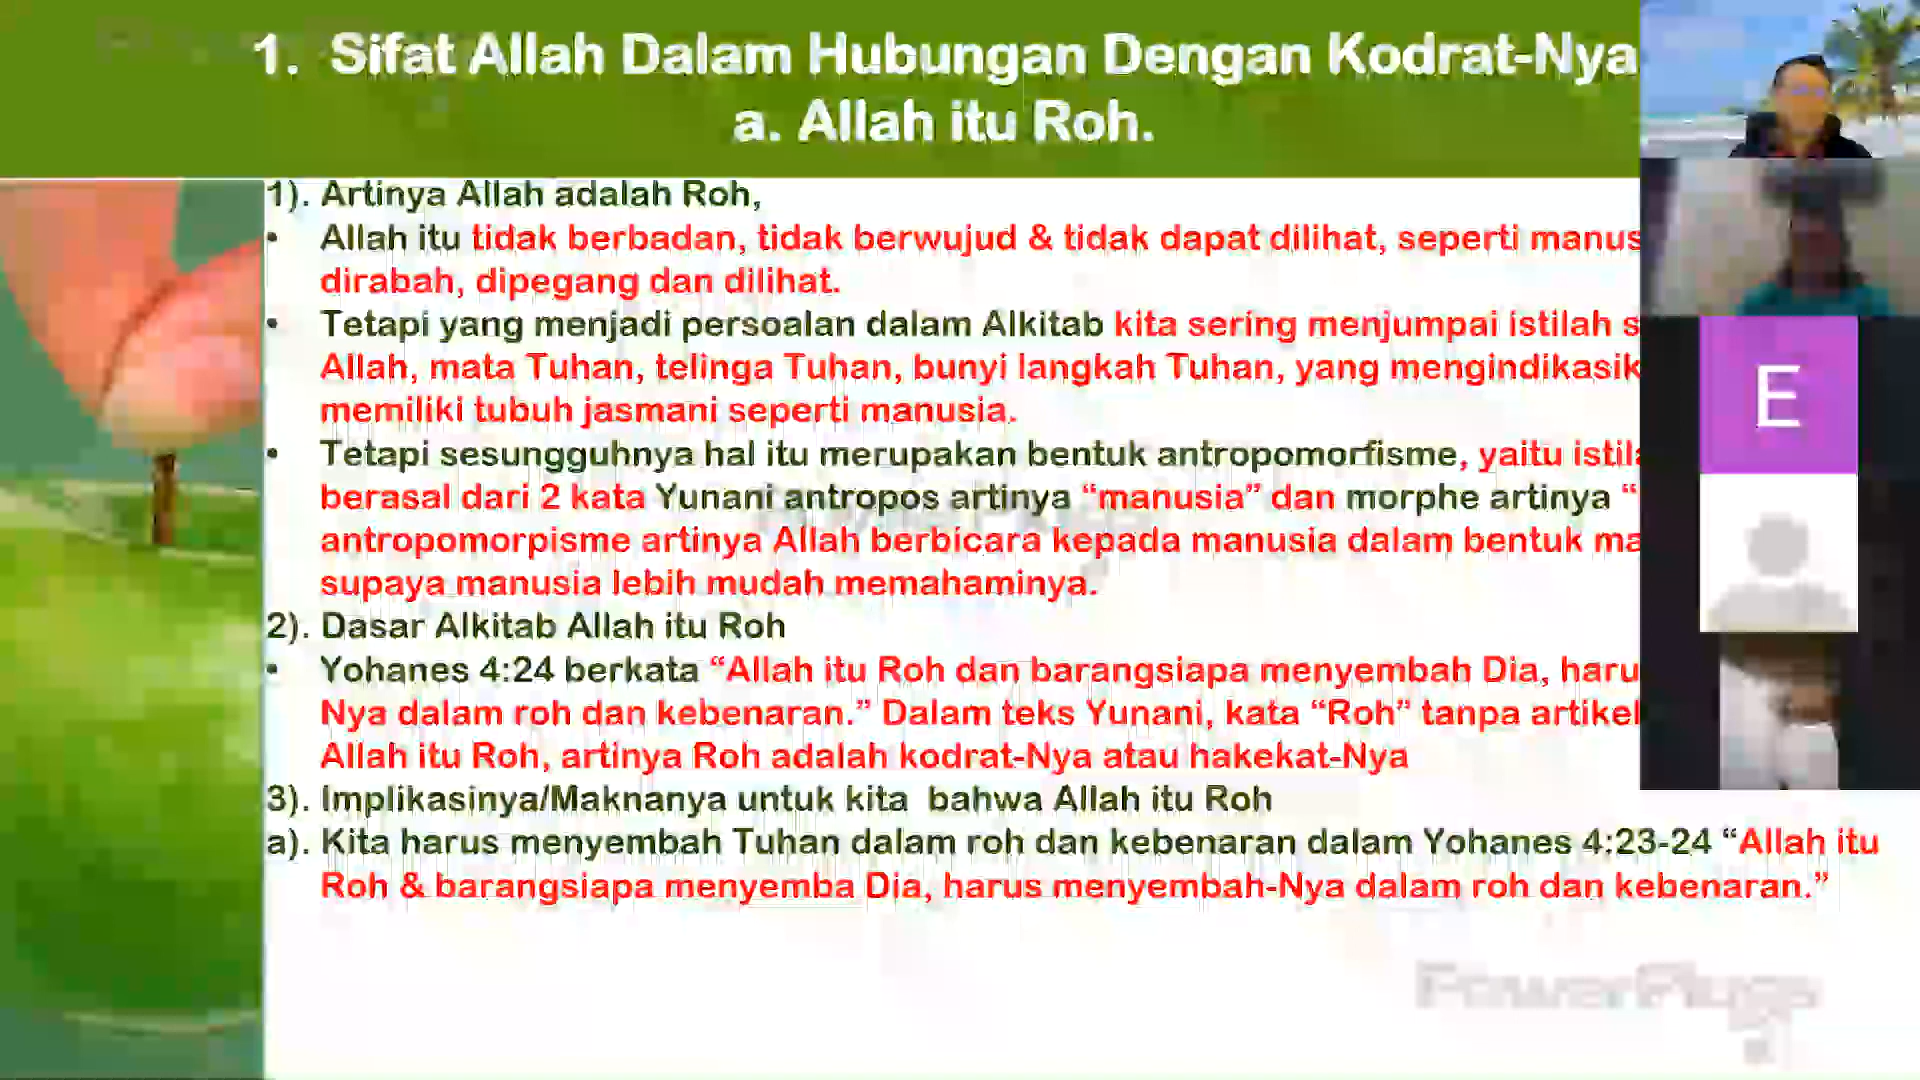 1. Sifat Allah Dalam Hubungan Dengan Kodrat-Nya
a. Allah itu Roh.
1). Artinya Allah adalah Roh,
• Allah itu tidak berbadan, tidak berwujud & tidak dapat dilihat, seperti manus
dirabah, dipegang dan dilihat.
• Tetapi yang menjadi persoalan dalam Alkitab kita sering menjumpai istilah s
Allah, mata Tuhan, telinga Tuhan, bunyi langkah Tuhan, yang mengindikasik
memiliki tubuh jasmani seperti manusia.
• Tetapi sesungguhnya hal itu merupakan bentuk antropomorfisme, yaitu istila
berasal dari 2 kata Yunani antropos artinya “manusia” dan morphe artinya “
antropomorpisme artinya Allah berbicara kepada manusia dalam bentuk ma
supaya manusia lebih mudah memahaminya.
2). Dasar Alkitab Allah itu Roh
• Yohanes 4:24 berkata “Allah itu Roh dan barangsiapa menyembah Dia, haru
Nya dalam roh dan kebenaran.” Dalam teks Yunani, kata “Roh” tanpa artikel
Allah itu Roh, artinya Roh adalah kodrat-Nya atau hakekat-Nya
3). Implikasinya/Maknanya untuk kita bahwa Allah itu Roh
a). Kita harus menyembah Tuhan dalam roh dan kebenaran dalam Yohanes 4:23-24 “Allah itu
Roh & barangsiapa menyemba Dia, harus menyembah-Nya dalam roh dan kebenaran.”
E
PowerPlugs